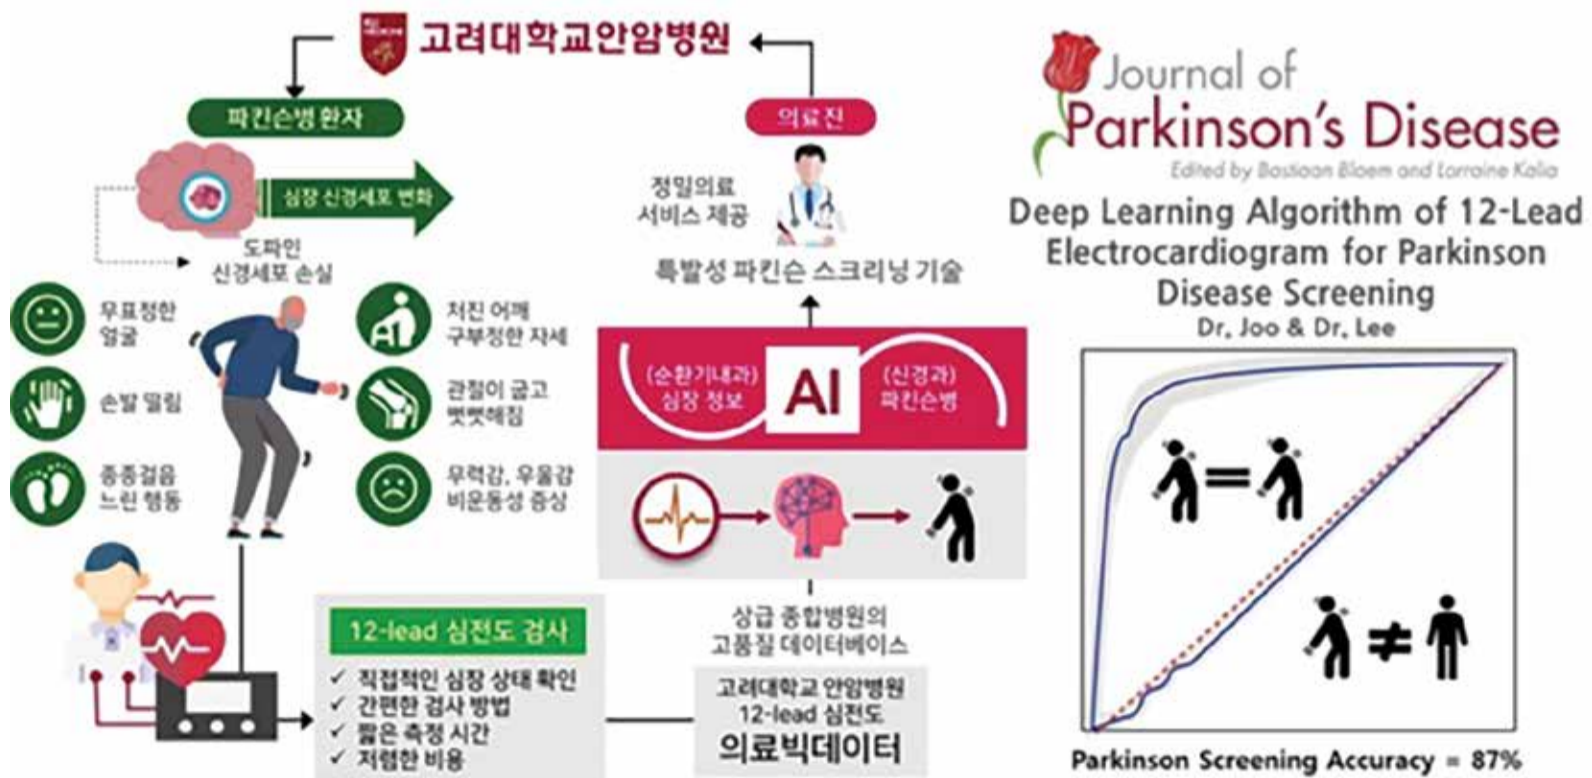 고려대학교안암병원
파킨슨병 환자
심장 신경세포 변화
도파인
신경세포 손실
무표정한
얼굴
손발 떨림
종종걸음
느린 행동
처진 어깨
구부정한 자세
관절이 굽고
뻣뻣해짐
무력감, 우울감
비운동성 증상
12-lead 심전도 검사
✓ 직접적인 심장 상태 확인
✓ 간편한 검사 방법
✓ 짧은 측정 시간
✓ 저렴한 비용
의료진
정밀의료
서비스 제공
특발성 파킨슨 스크리닝 기술
(순환기내과)
심장 정보
AI
(신경과)
파킨슨병
상급 종합병원의
고품질 데이터베이스
고려대학교 안암병원
12-lead 심전도
의료빅데이터
Journal of
Parkinson's Disease
Edited by Bastiaan Bloem and Lorraine Kalia
Deep Learning Algorithm of 12-Lead
Electrocardiogram for Parkinson
Disease Screening
Dr. Joo & Dr. Lee
=
≠
Parkinson Screening Accuracy = 87%